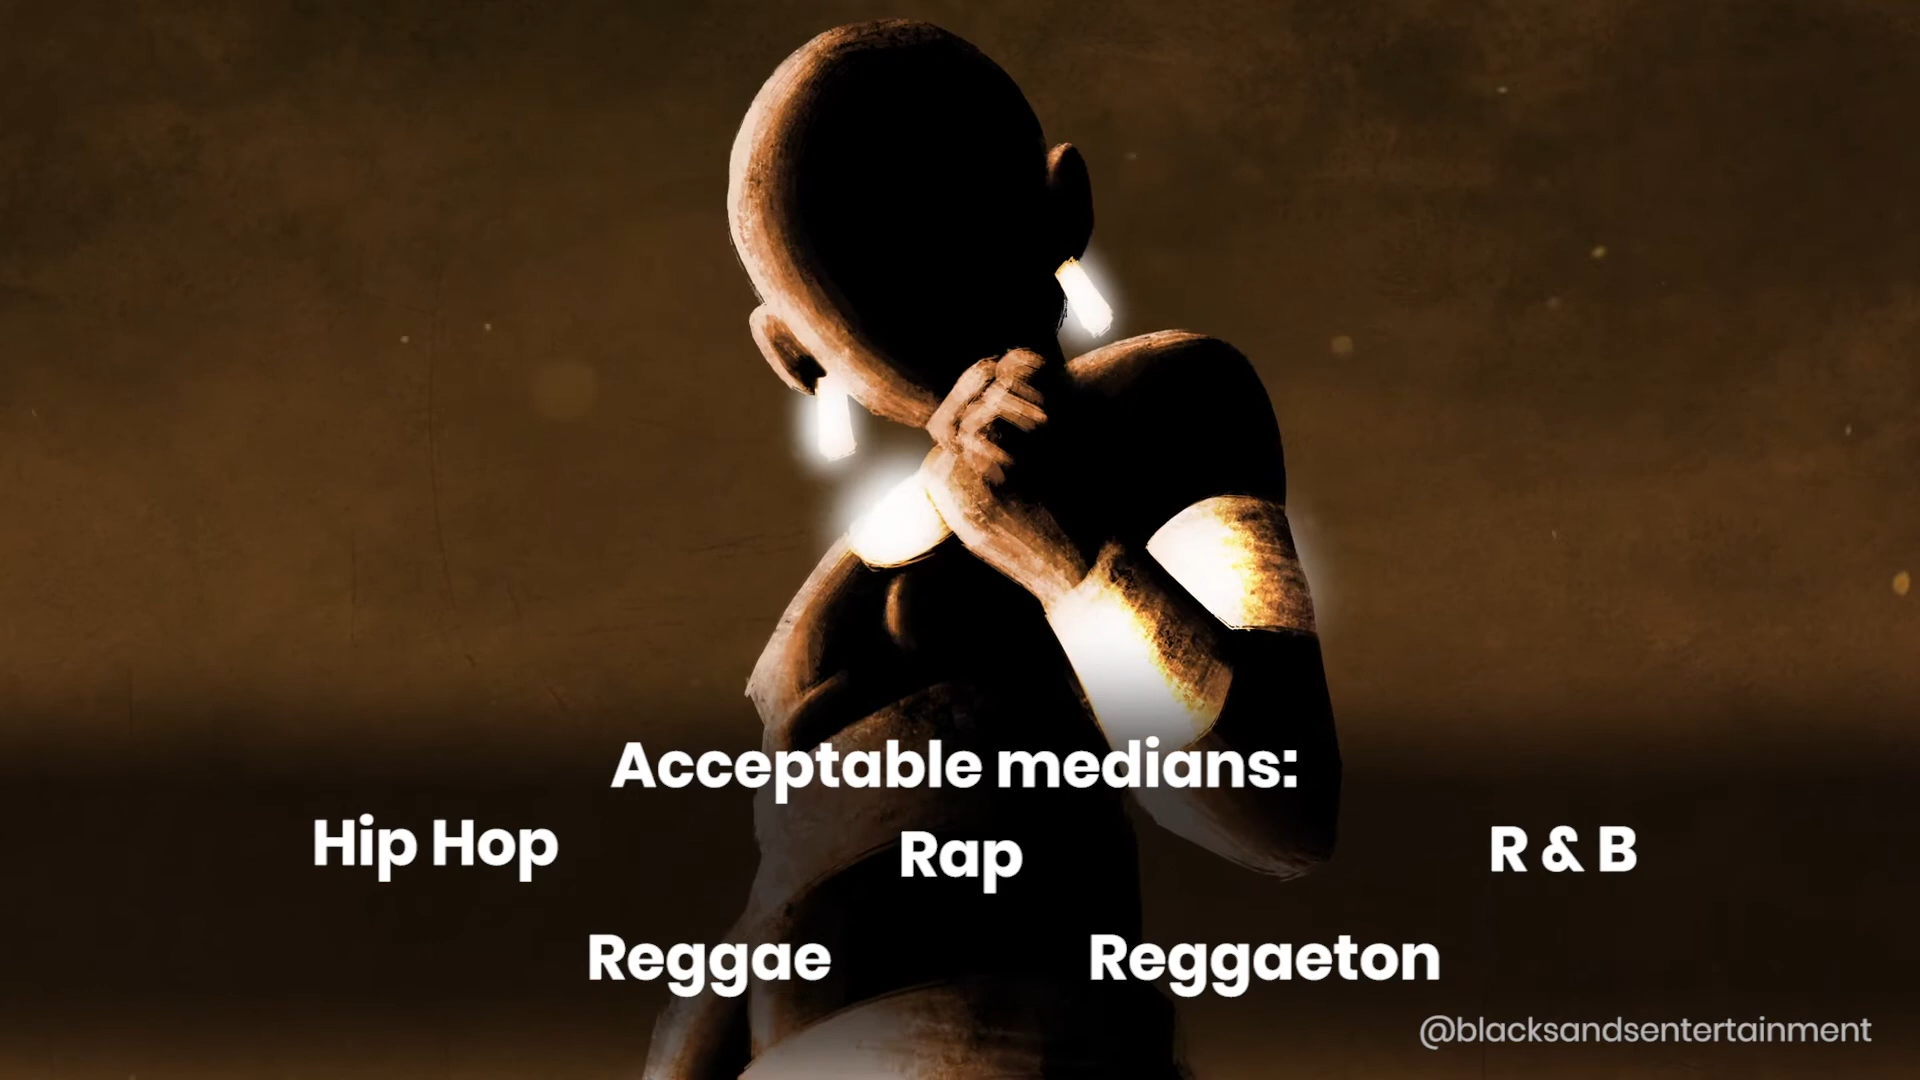 Acceptable medians:
Hip Hop Rap R & B
Reggae Reggaeton
@blacksandsentertainment